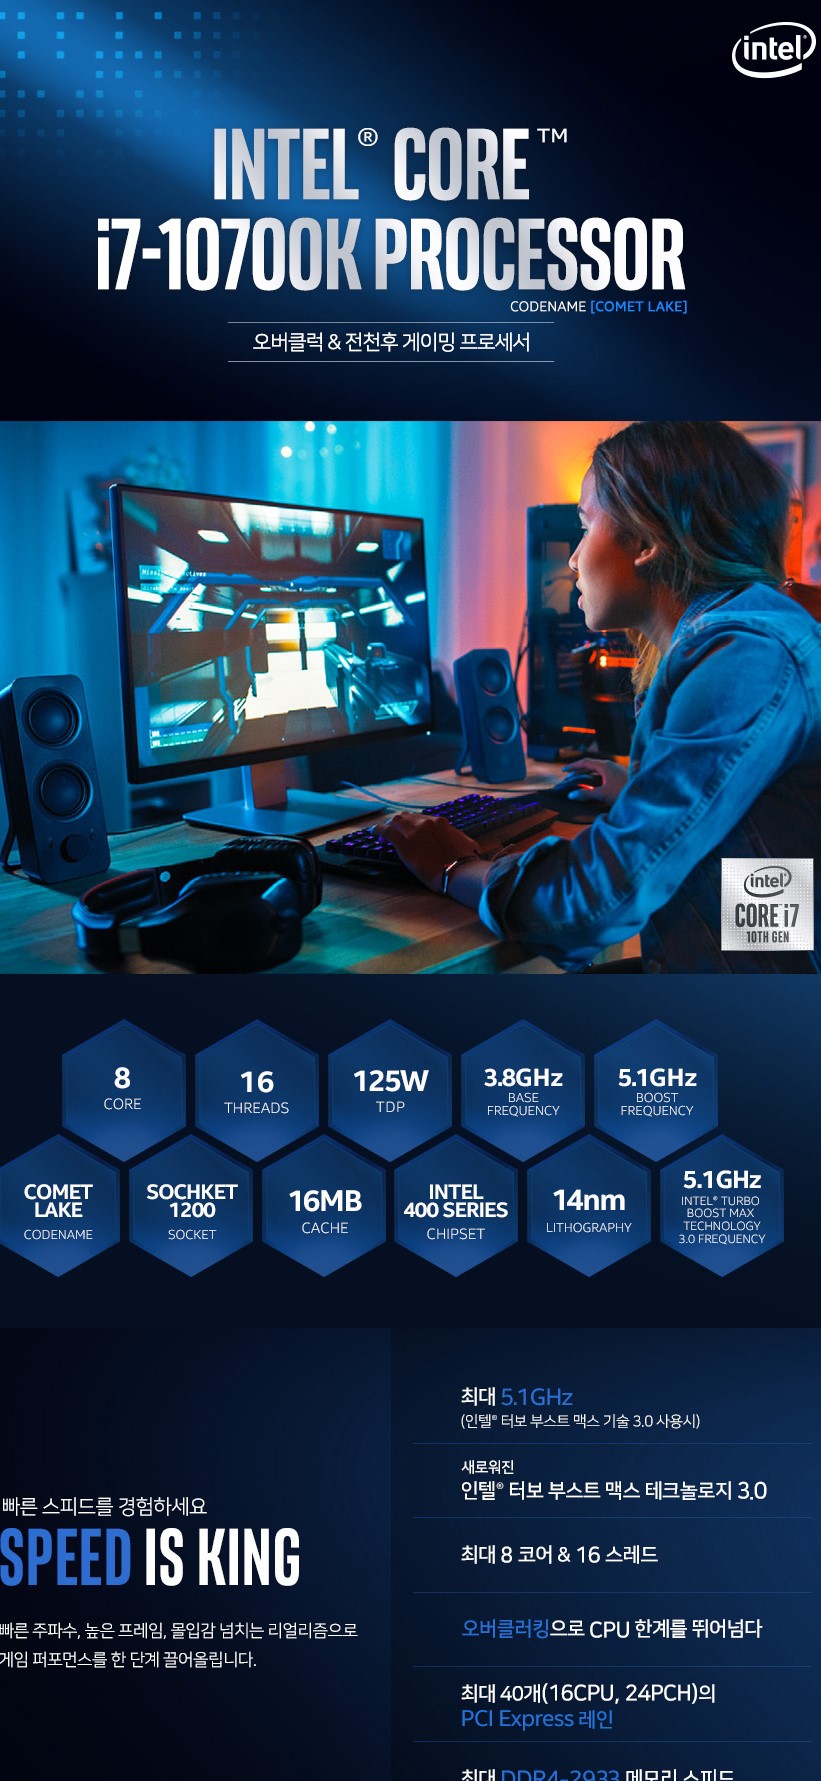 intel
INTEL® CORE™
i7-10700K PROCESSOR
CODENAME [COMET LAKE]
오버클럭 & 전천후 게이밍 프로세서
intel
CORE i7
10TH GEN
8
CORE
16
THREADS
125W
TDP
3.8GHz
BASE
FREQUENCY
5.1GHz
BOOST
FREQUENCY
COMET
LAKE
CODENAME
SOCHKET
1200
SOCKET
16MB
CACHE
INTEL
400 SERIES
CHIPSET
14nm
LITHOGRAPHY
5.1GHz
INTEL® TURBO
BOOST MAX
TECHNOLOGY
3.0 FREQUENCY
빠른 스피드를 경험하세요
SPEED IS KING
빠른 주파수, 높은 프레임, 몰입감 넘치는 리얼리즘으로
게임 퍼포먼스를 한 단계 끌어올립니다.
최대 5.1GHz
(인텔® 터보 부스트 맥스 기술 3.0 사용시)
새로워진
인텔® 터보 부스트 맥스 테크놀로지 3.0
최대 8 코어 & 16 스레드
오버클러킹으로 CPU 한계를 뛰어넘다
최대 40개(16CPU, 24PCH)의
PCI Express 레인
최대 DDR4-2933 메모리 스피드